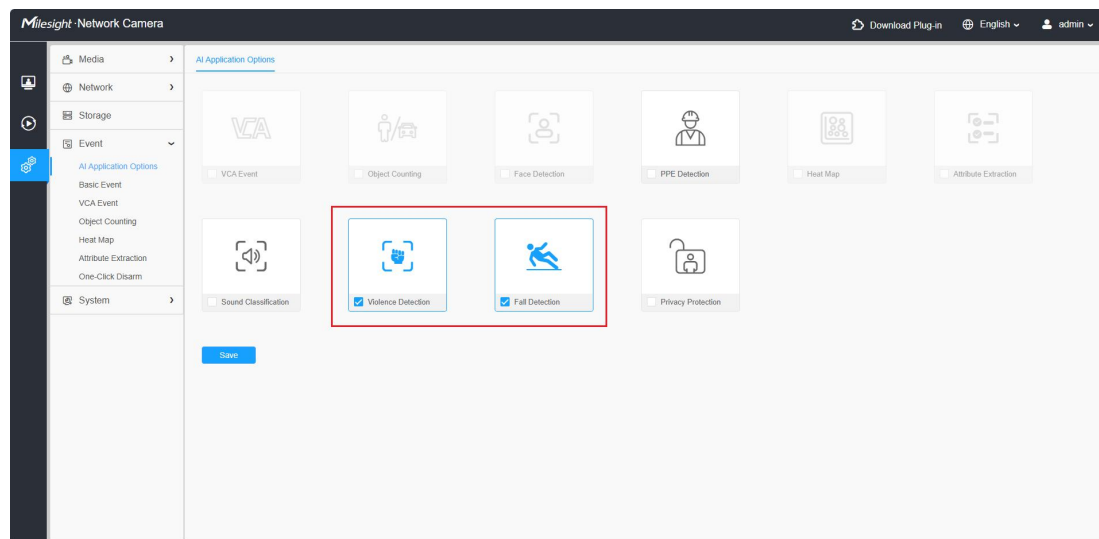 Milesight·Network Camera
Download Plug-in
English
admin
Media
Network
Storage
Event
AI Application Options
Basic Event
VCA Event
Object Counting
Heat Map
Attribute Extraction
One-Click Disarm
System
AI Application Options
VCA
VCA Event
Object Counting
Face Detection
PPE Detection
Heat Map
Attribute Extraction
Sound Classification
Violence Detection
Fall Detection
Privacy Protection
Save